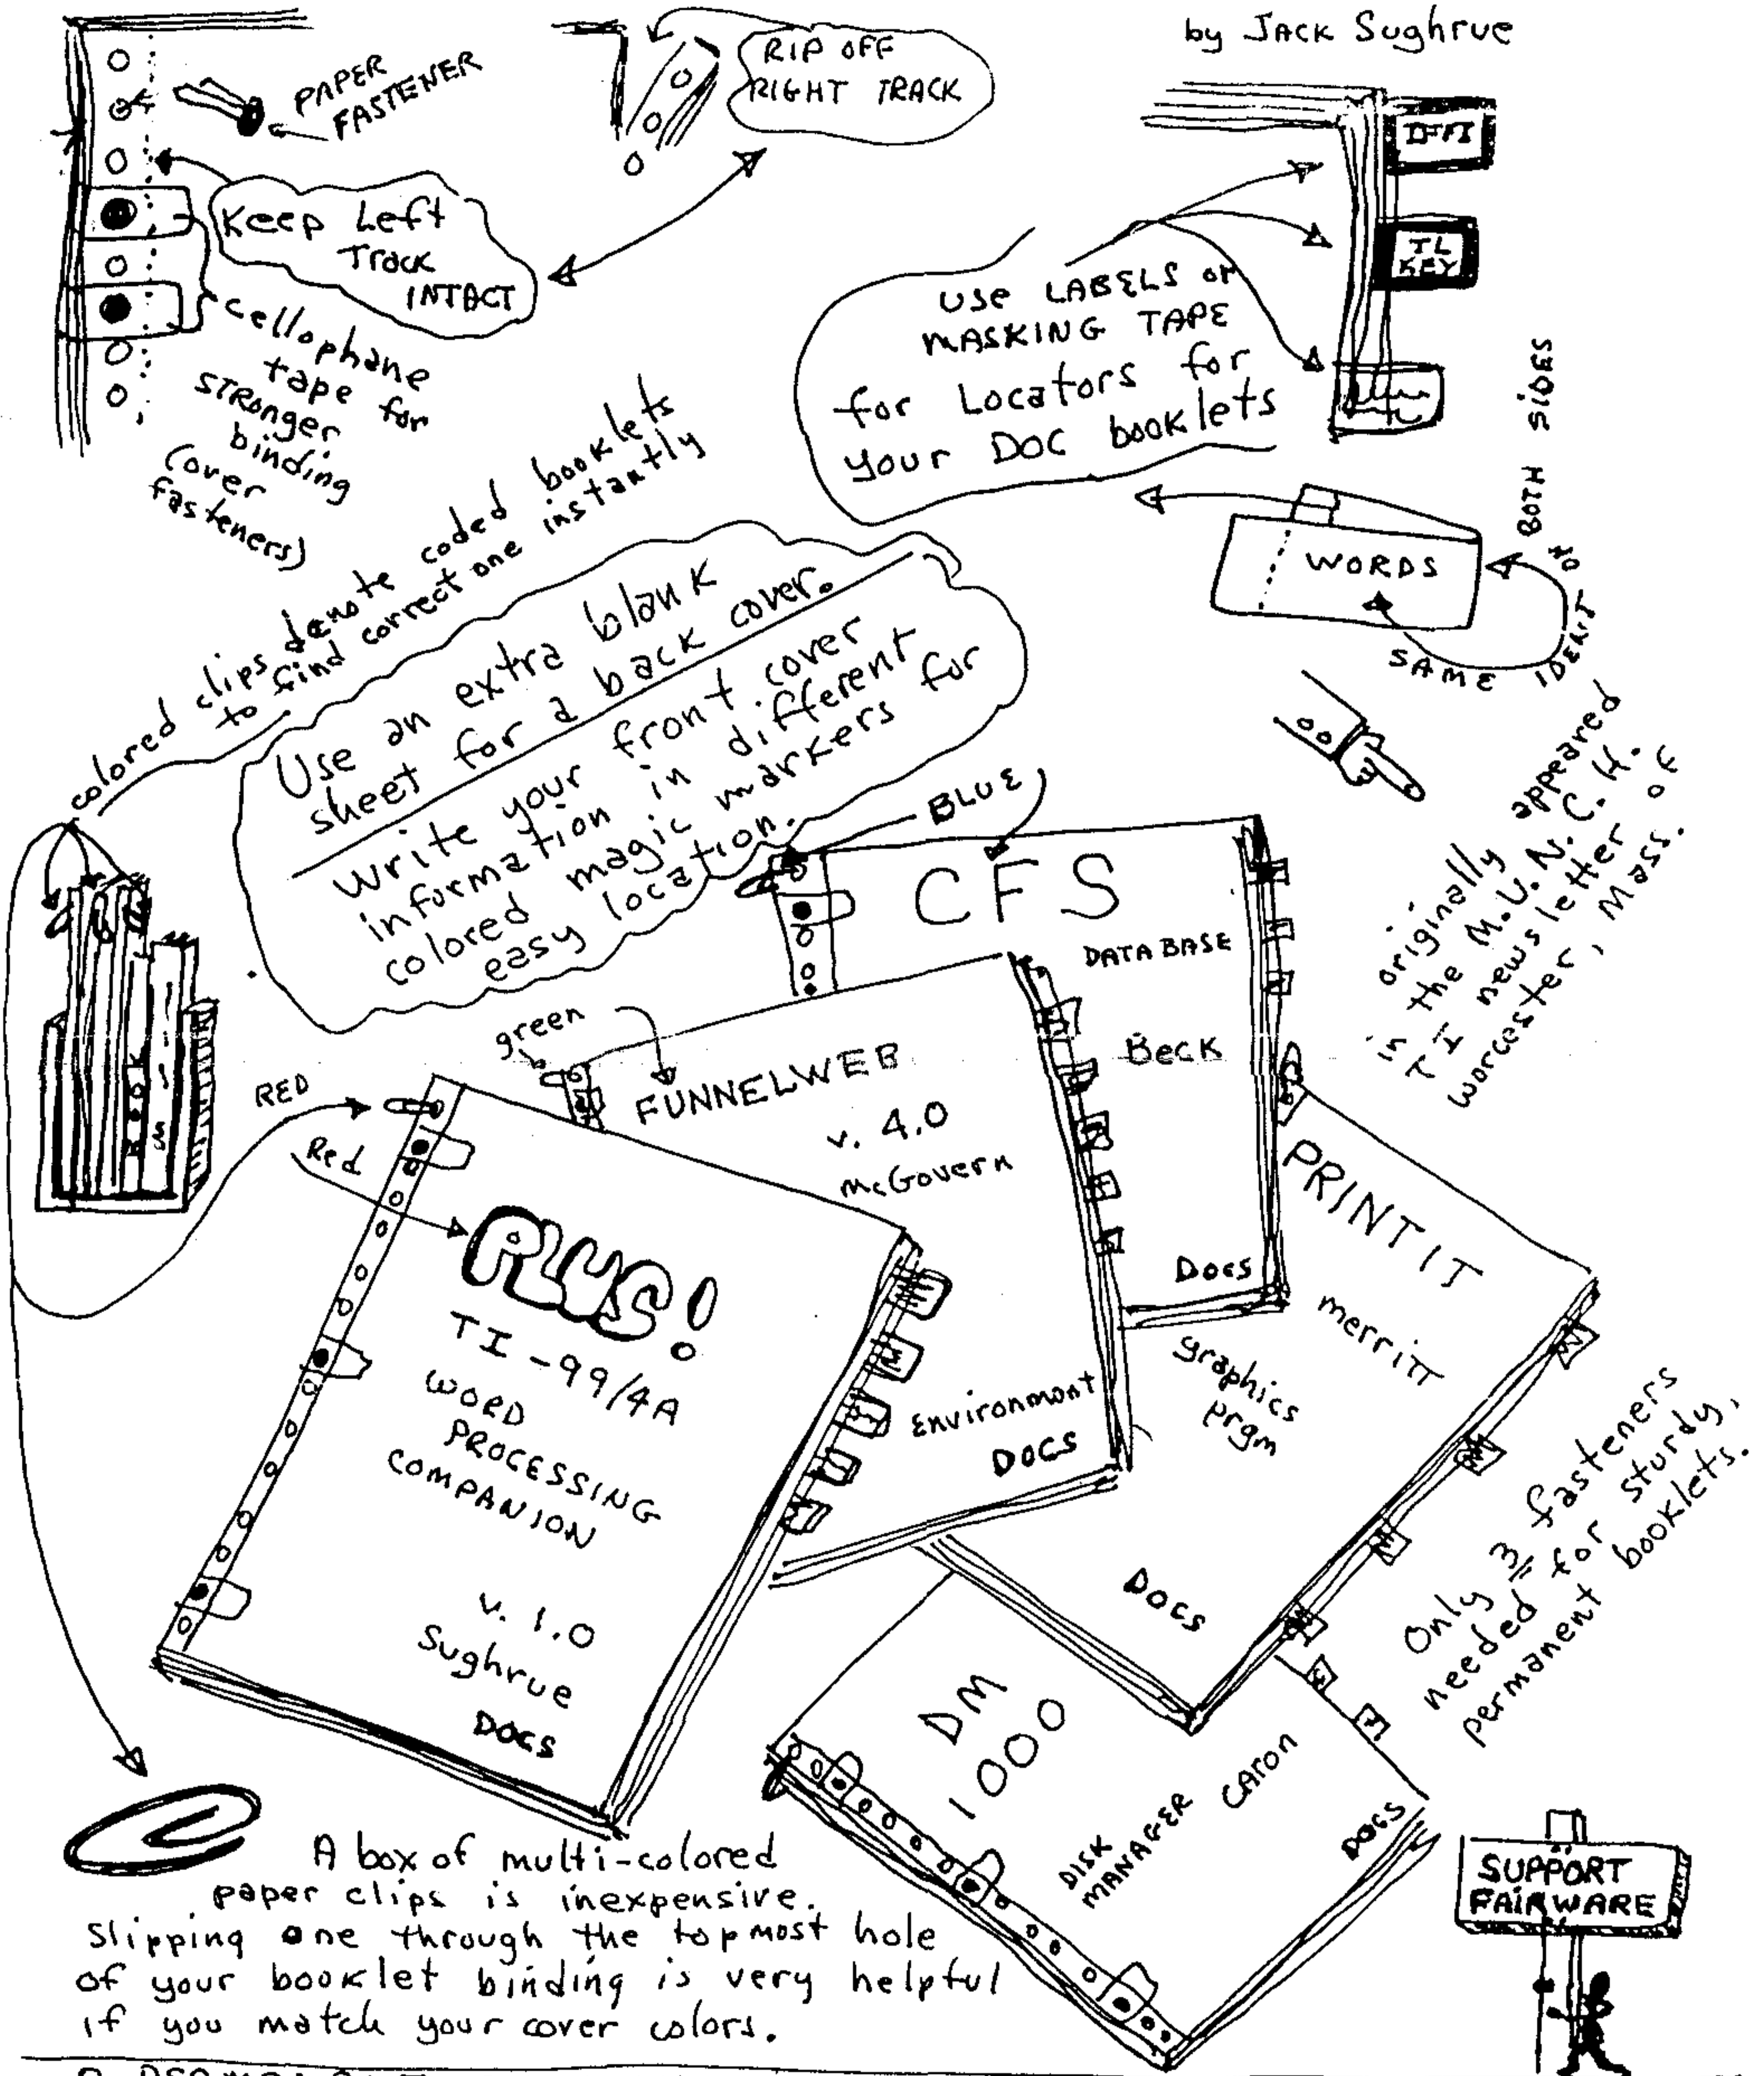 by JACK Sughrue
PAPER
FASTENER
RIP OFF
RIGHT TRACK
Keep Left
Track
INTACT
cellophane
tape for
STRonger
binding
(over
fasteners)
USe LABELS or
MASKING TAPE
for Locators for
your DOC booklets
TL
KEY
BOTH SIDES
WORDS
SAME
colored clips denote coded booklets
to find correct one instantly
Use an extra blank
sheet for a back cover.
Write your front cover
information in different
colored magic markers for
easy location.
originally appeared
in the M.U.N.C.H.
TI newsletter of
Worcester, Mass.
BLUE
CFS
DATABASE
Beck
Docs
green
FUNNELWEB
v. 4.0
McGovern
Environment
DOCS
RED
Red
PLUS!
TI-99/4A
WORD
PROCESSING
COMPANION
v. 1.0
Sughrue
DOCS
PRINTIT
merritt
graphics
prgm
DOCS
Only 3 fasteners
needed for sturdy,
permanent booklets.
DM
1000
DISK
MANAGER
CARON
DOCS
A box of multi-colored
paper clips is inexpensive.
Slipping one through the topmost hole
of your booklet binding is very helpful
if you match your cover colors.
SUPPORT
FAIRWARE